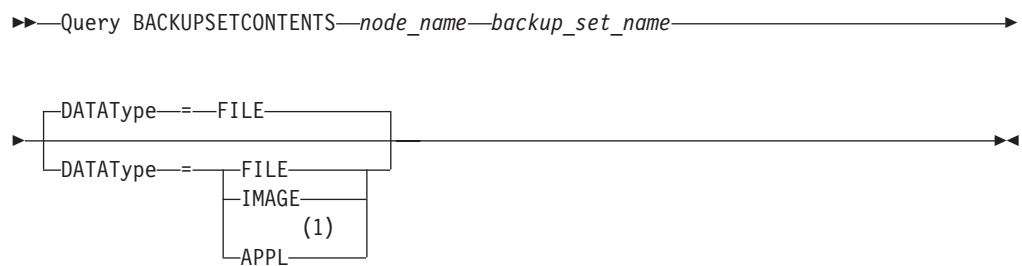 Query BACKUPSETCONTENTS node_name backup_set_name
DATAType = FILE
DATAType = FILE
IMAGE
(1)
APPL